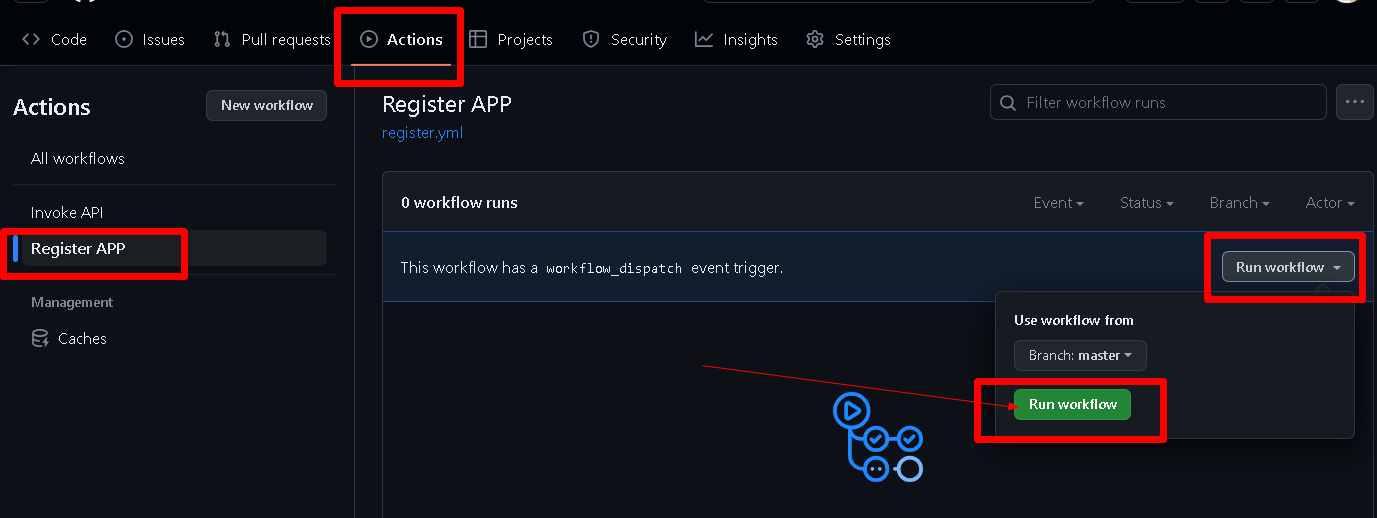 Code Issues Pull requests Actions Projects Security Insights Settings
Actions
New workflow
All workflows
Invoke API
Register APP
Management
Caches
Register APP
register.yml
Filter workflow runs
0 workflow runs
Event Status Branch Actor
This workflow has a workflow_dispatch event trigger.
Run workflow
Use workflow from
Branch: master
Run workflow